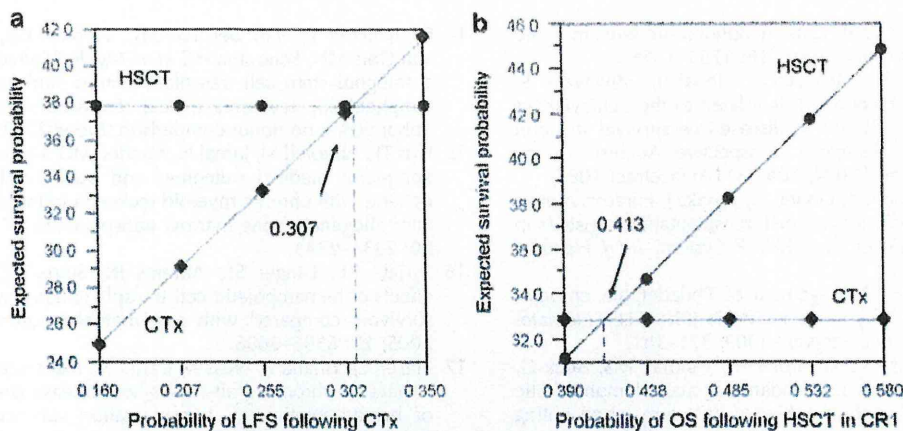 a
Expected survival probability
42.0
40.0
38.0
36.0
34.0
32.0
30.0
28.0
26.0
24.0
HSCT
0.307
CTx
0.160 0.207 0.255 0.302 0.350
Probability of LFS following CTx
b
Expected survival probability
46.0
44.0
42.0
40.0
38.0
36.0
34.0
32.0
HSCT
0.413
CTx
0.390 0.438 0.485 0.532 0.580
Probability of OS following HSCT in CR1